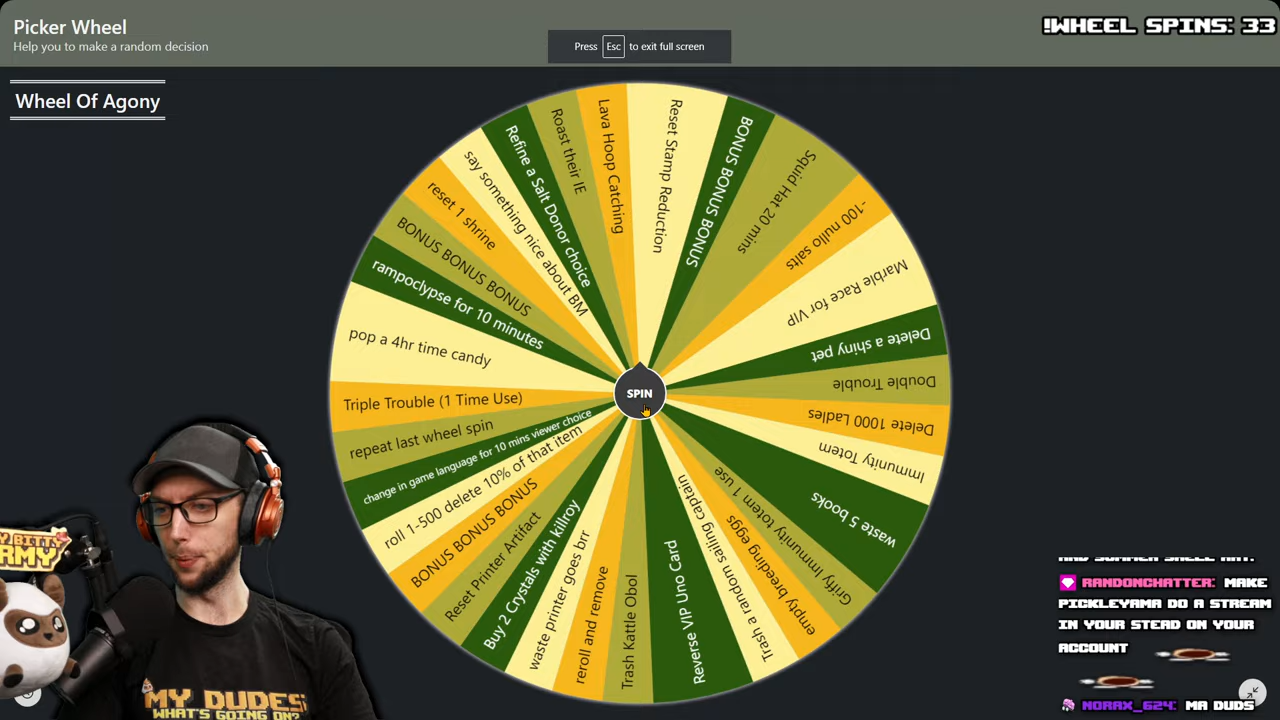 Picker Wheel
Help you to make a random decision
Press Esc to exit full screen
!WHEEL SPINS: 33
Wheel Of Agony
Reset Stamp Reduction
BONUS BONUS
Squid Hat 20 mins
-100 nullo salts
Marble Race for VIP
Delete a shiny pet
Double Trouble
Delete 1000 Ladles
Immunity Totem
waste 5 books
Griffy Immunity totem 1 use
empty breeding eggs
Trash a random sailing captain
Reverse VIP Uno Card
Trash Kattle Obol
reroll and remove
waste printer goes brr
Buy 2 Crystals with killroy
Reset Printer Artifact
BONUS BONUS BONUS
roll 1-500 delete 10% of that item
change in game language for 10 mins viewer choice
repeat last wheel spin
Triple Trouble (1 Time Use)
pop a 4hr time candy
rampoclypse for 10 minutes
BONUS BONUS BONUS
reset 1 shrine
say something nice about BM
Refine a Salt Donor choice
Roast their IE
Lava Hoop Catching
SPIN
MY DUDES
WHAT'S GOING ON?
RANDONCHATTER: MAKE
PICKLEYAMA DO A STREAM
IN YOUR STEAD ON YOUR
ACCOUNT
NORAX_624: MA DUDS